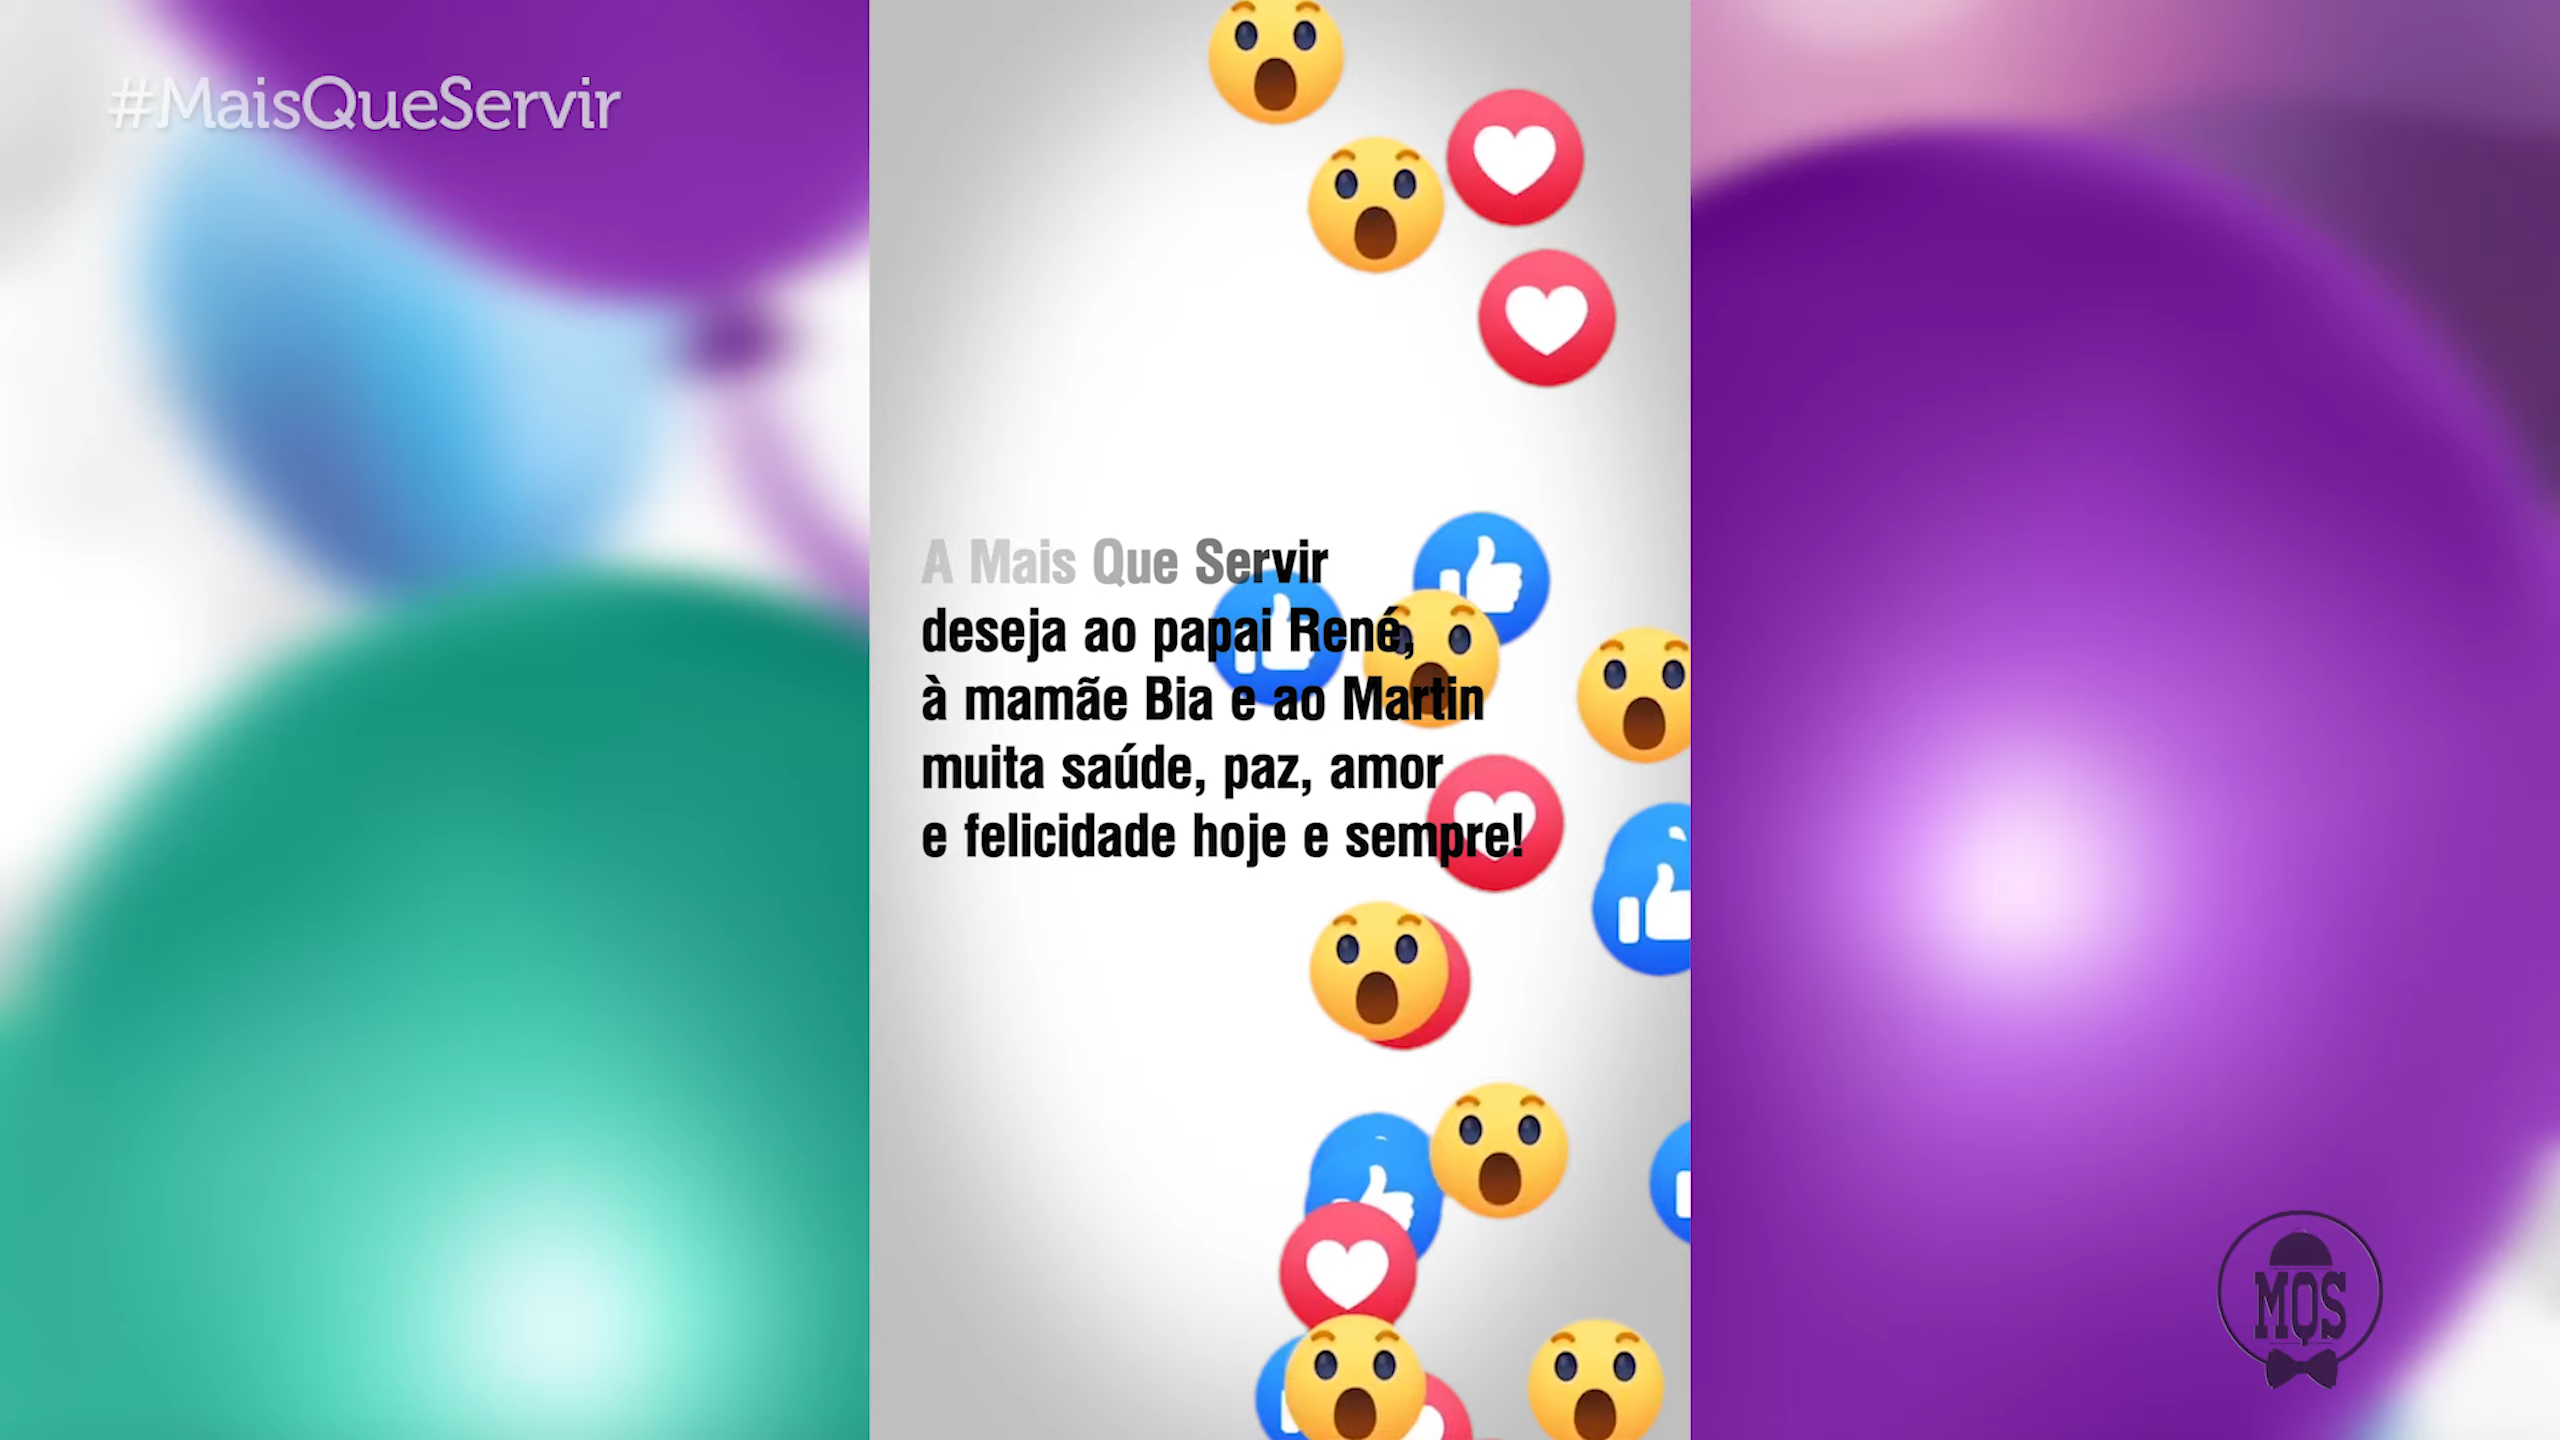 #MaisQueServir
A Mais Que Servir
deseja ao papai René,
à mamãe Bia e ao Martin
muita saúde, paz, amor
e felicidade hoje e sempre!
MQS